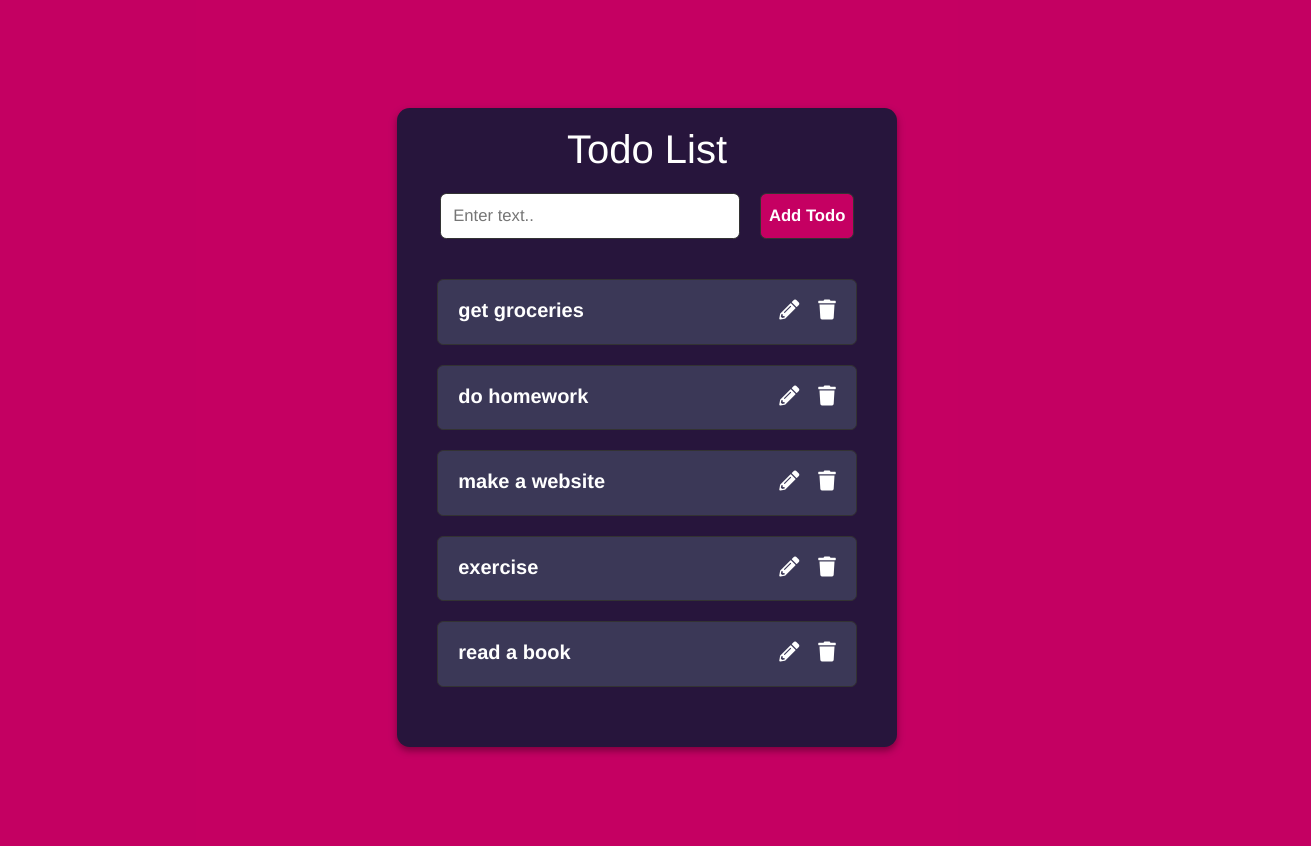 Todo List
Enter text..
Add Todo
get groceries
do homework
make a website
exercise
read a book